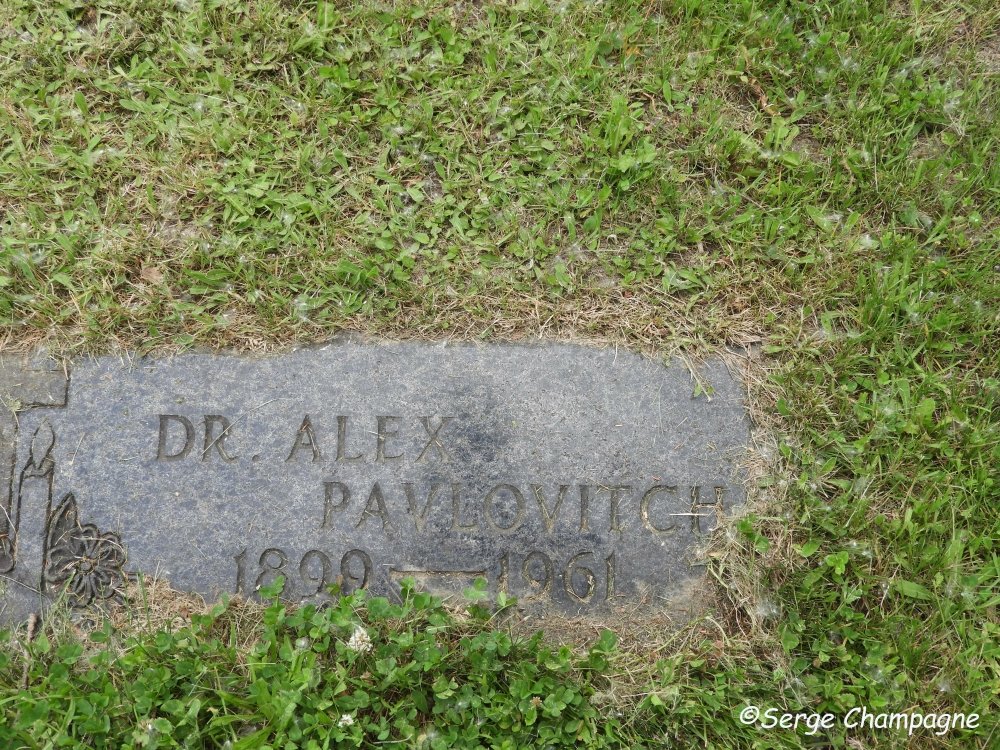 DR. ALEX
PAVLOVITCH
1899 — 1961
©Serge Champagne